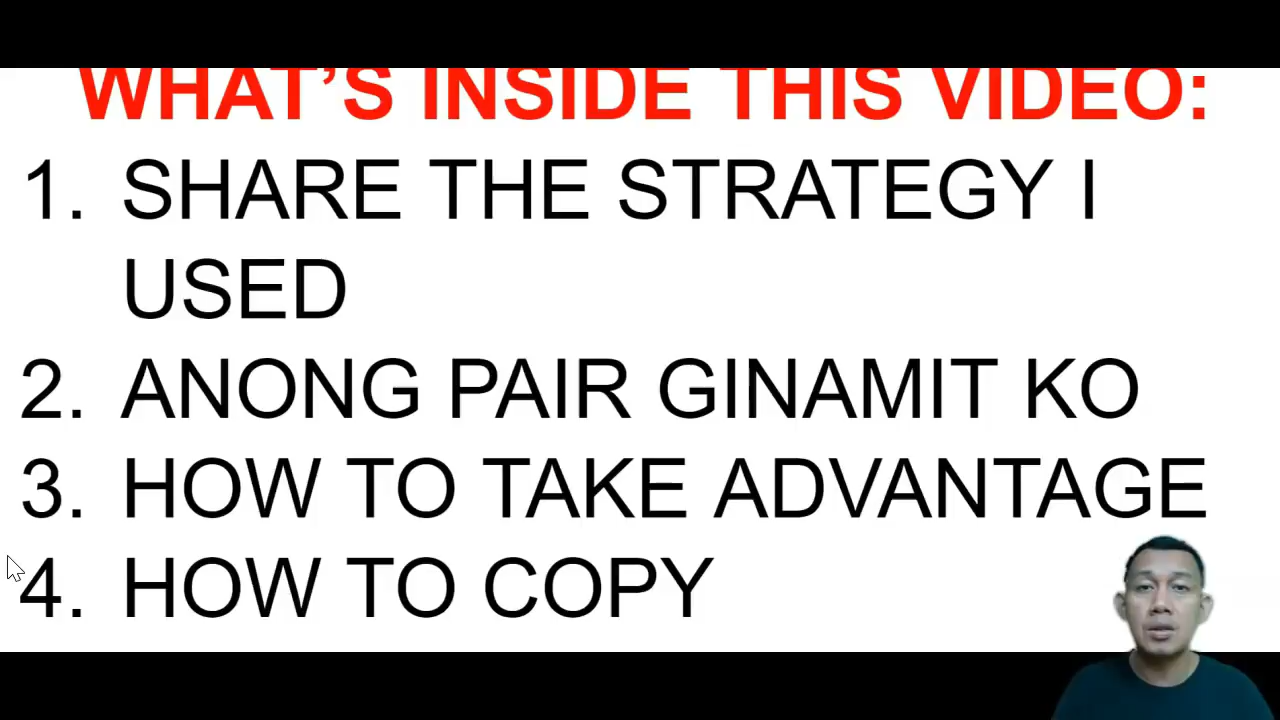 WHAT’S INSIDE THIS VIDEO:
1. SHARE THE STRATEGY I
USED
2. ANONG PAIR GINAMIT KO
3. HOW TO TAKE ADVANTAGE
4. HOW TO COPY